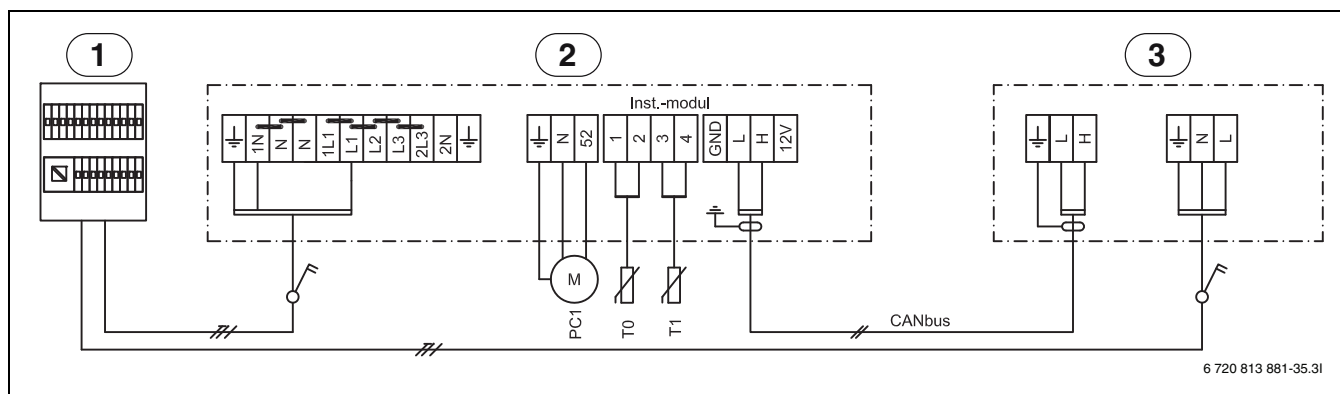 1
2
3
Inst.-modul
1N
N
N
1L1
L1
L2
L3
2L3
2N
N
52
1
2
3
4
GND
L
H
12V
L
H
N
L
M
PC1
T0
T1
CANbus
6 720 813 881-35.3I